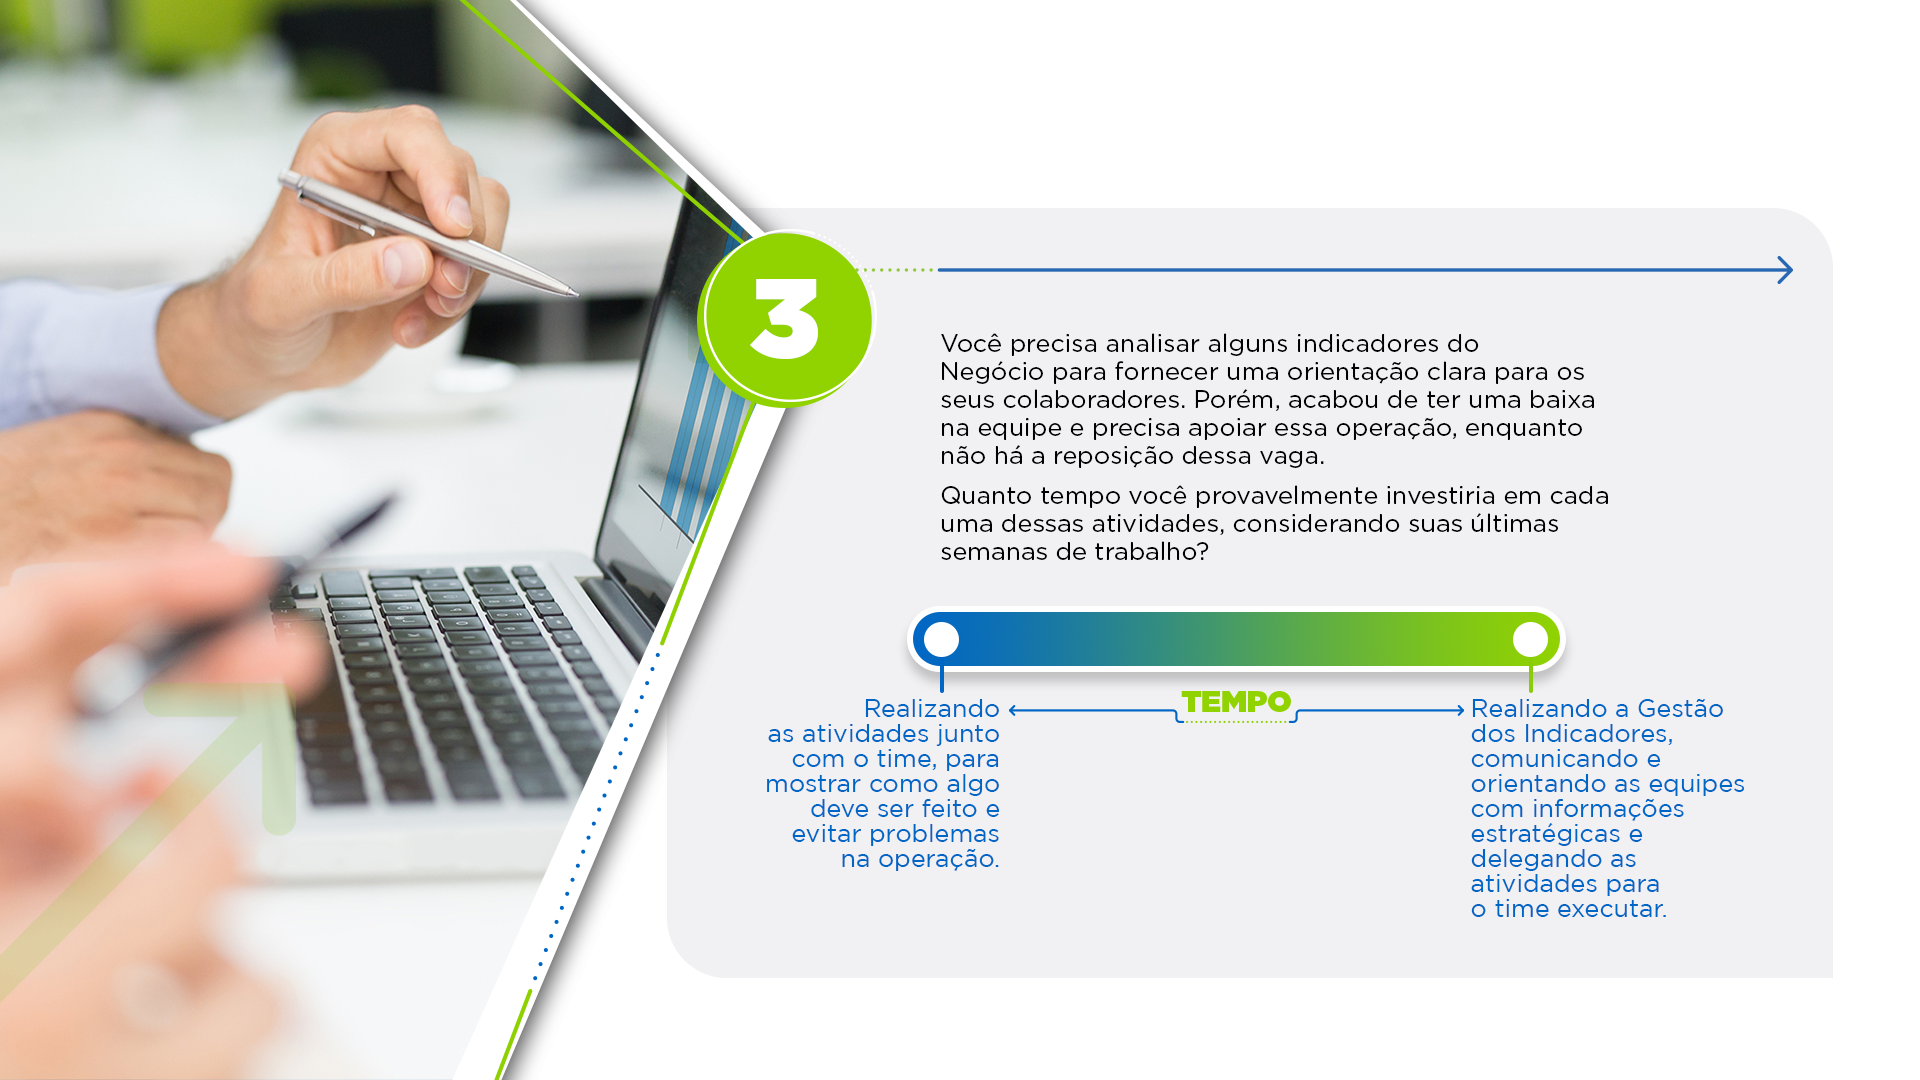 3
Você precisa analisar alguns indicadores do
Negócio para fornecer uma orientação clara para os
seus colaboradores. Porém, acabou de ter uma baixa
na equipe e precisa apoiar essa operação, enquanto
não há a reposição dessa vaga.
Quanto tempo você provavelmente investiria em cada
uma dessas atividades, considerando suas últimas
semanas de trabalho?
TEMPO
Realizando
as atividades junto
com o time, para
mostrar como algo
deve ser feito e
evitar problemas
na operação.
Realizando a Gestão
dos Indicadores,
comunicando e
orientando as equipes
com informações
estratégicas e
delegando as
atividades para
o time executar.